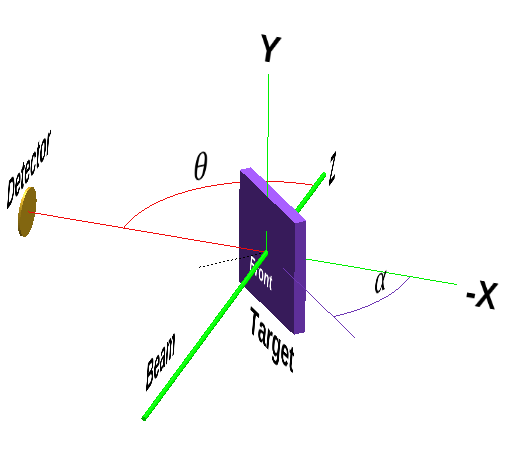 Y
Detector
θ
Z
Front
α
-X
Target
Beam